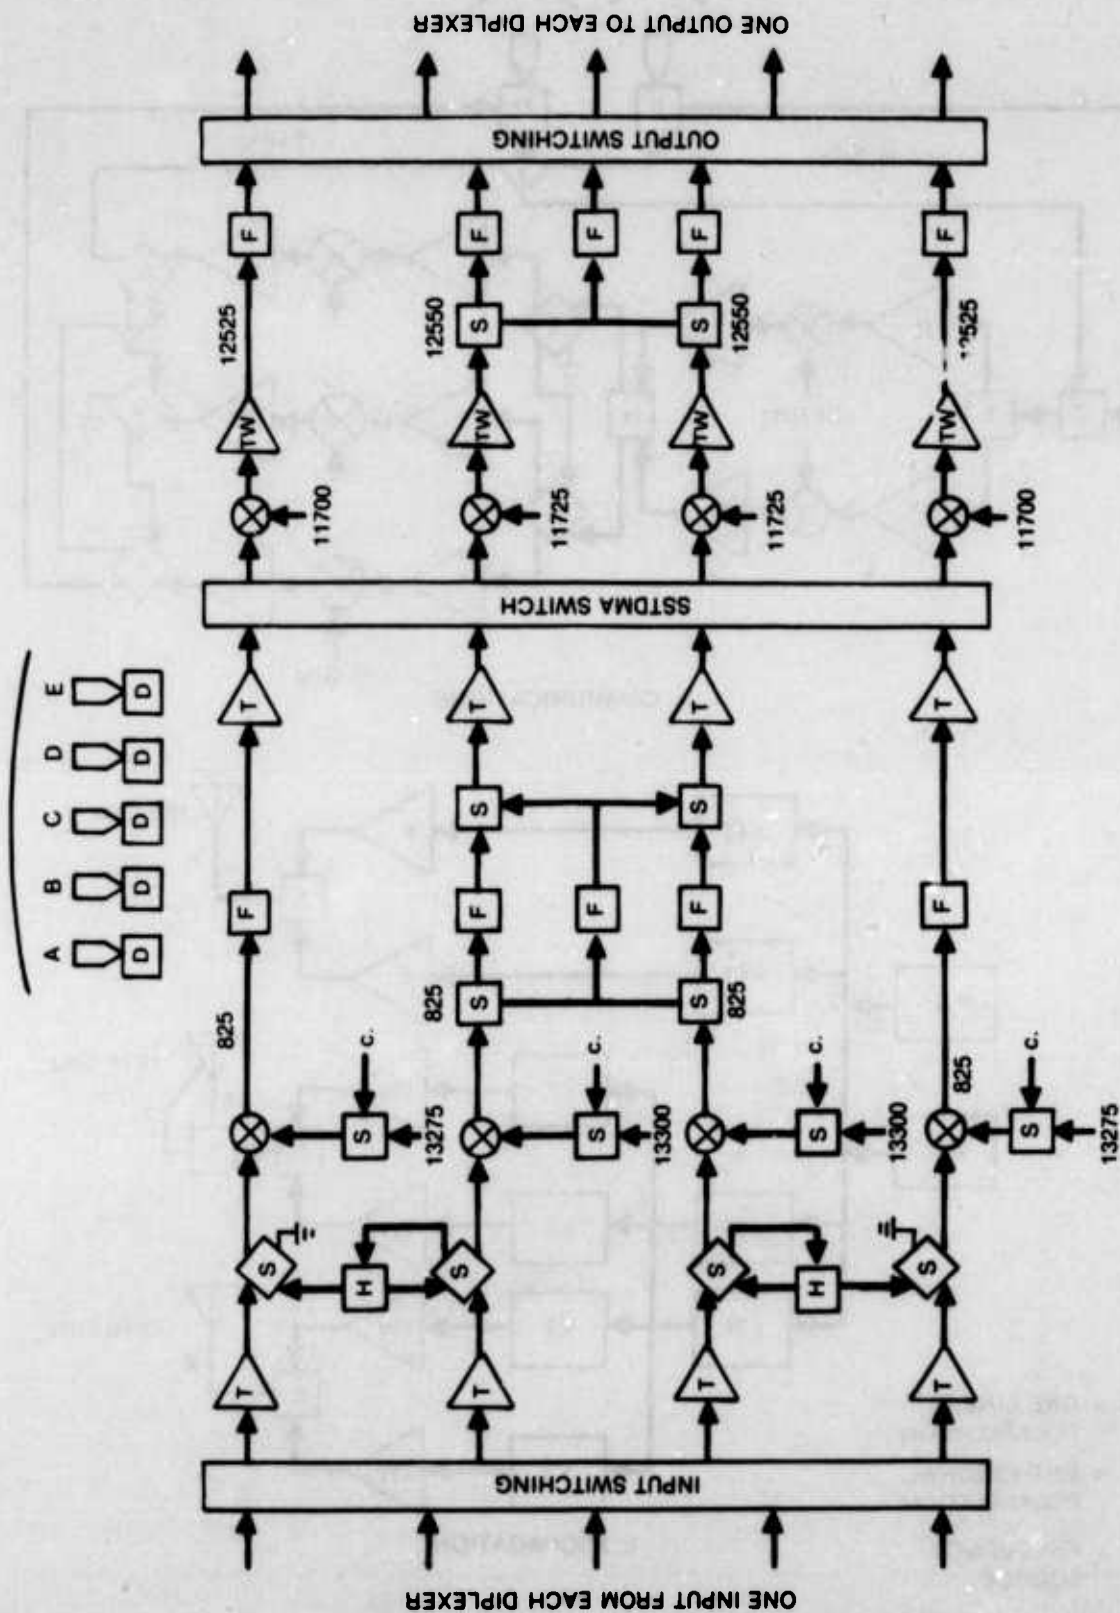 ONE OUTPUT TO EACH DIPLEXER
OUTPUT SWITCHING
F
F
F
F
F
12525
12550
S
S
12550
TW
TW
TW
TW
11700
11725
11725
11700
SSTDMA SWITCH
A
B
C
D
E
D
D
D
D
D
T
T
T
T
S
S
F
F
F
F
F
825
825
S
S
825
825
c.
c.
c.
c.
S
S
S
S
13275
13300
13300
13275
S
H
S
S
H
S
T
T
T
T
INPUT SWITCHING
ONE INPUT FROM EACH DIPLEXER